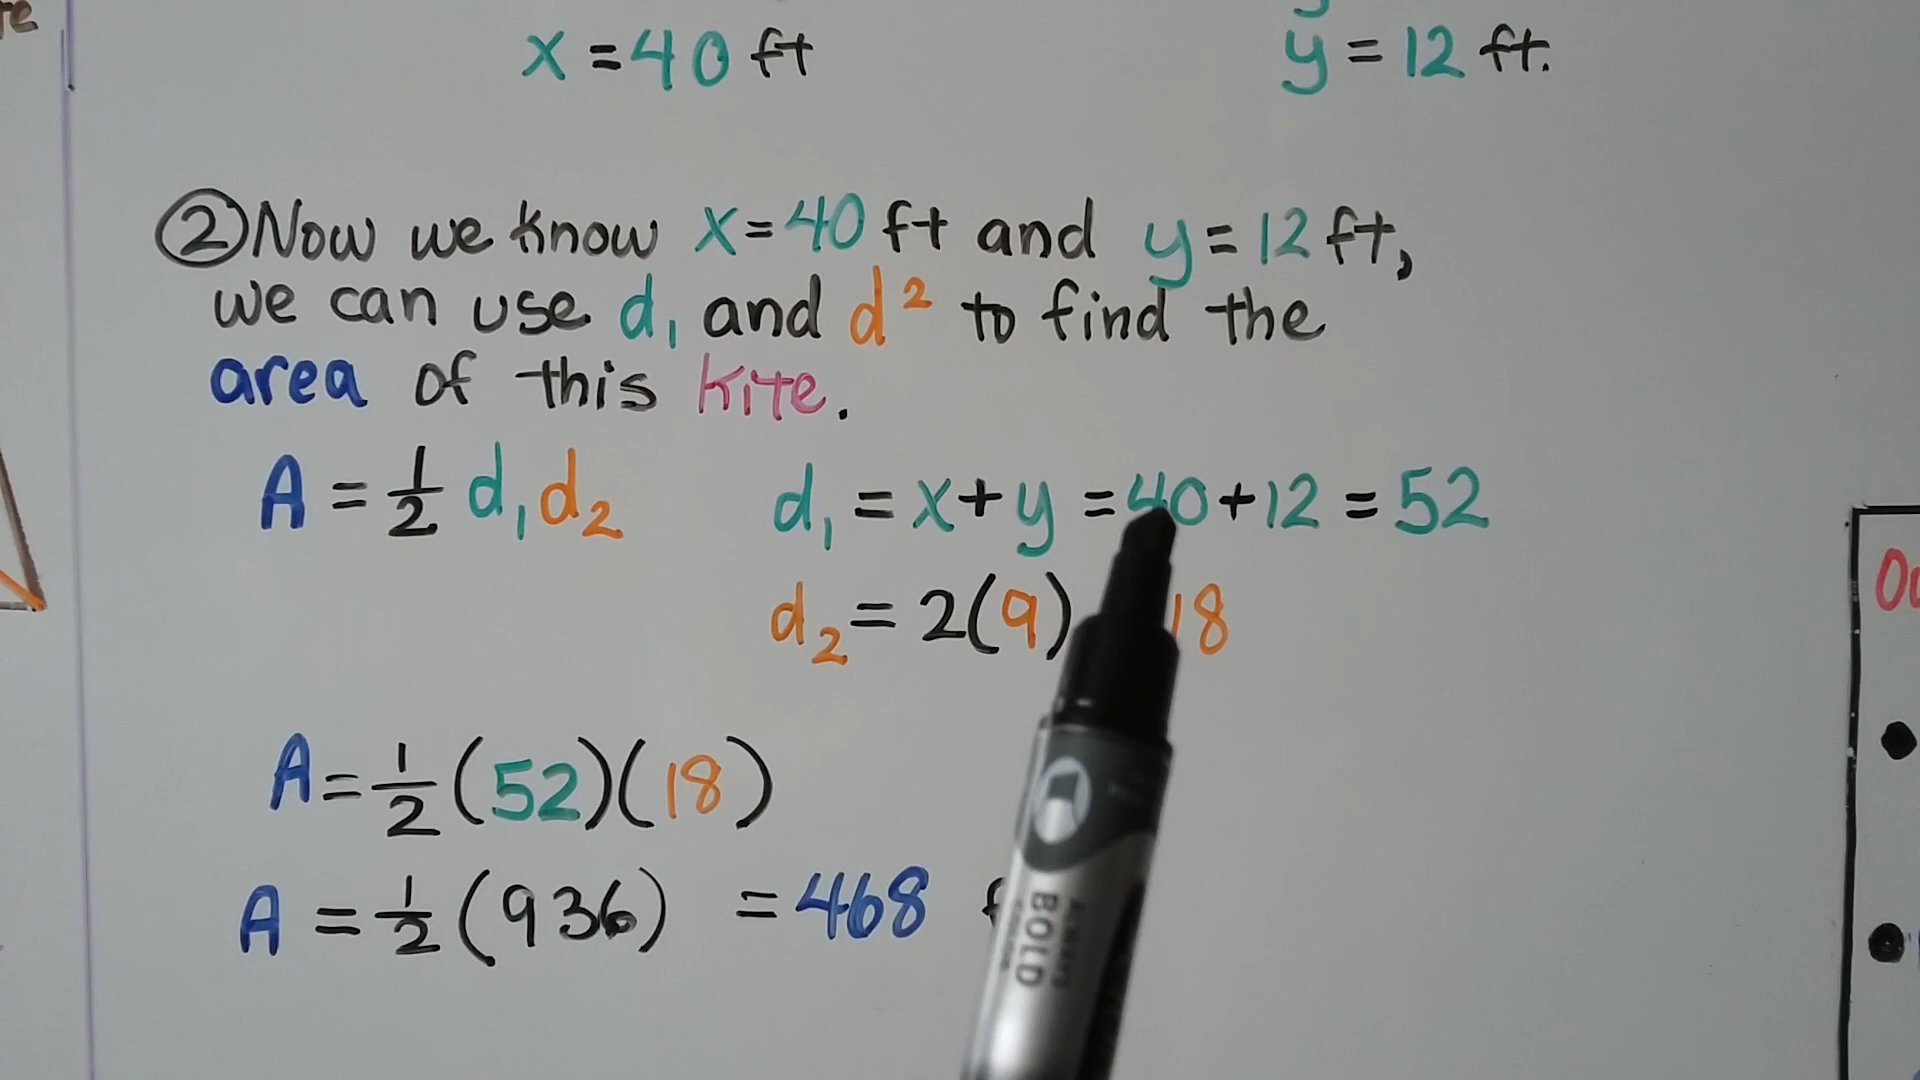 x = 40 ft
y = 12 ft.
② Now we know x = 40 ft and y = 12 ft,
we can use d₁ and d² to find the
area of this kite.
A = 1/2 d₁d₂
d₁ = x + y = 40 + 12 = 52
d₂ = 2(9) 18
A = 1/2 (52)(18)
A = 1/2 (936) = 468 f
BOLD